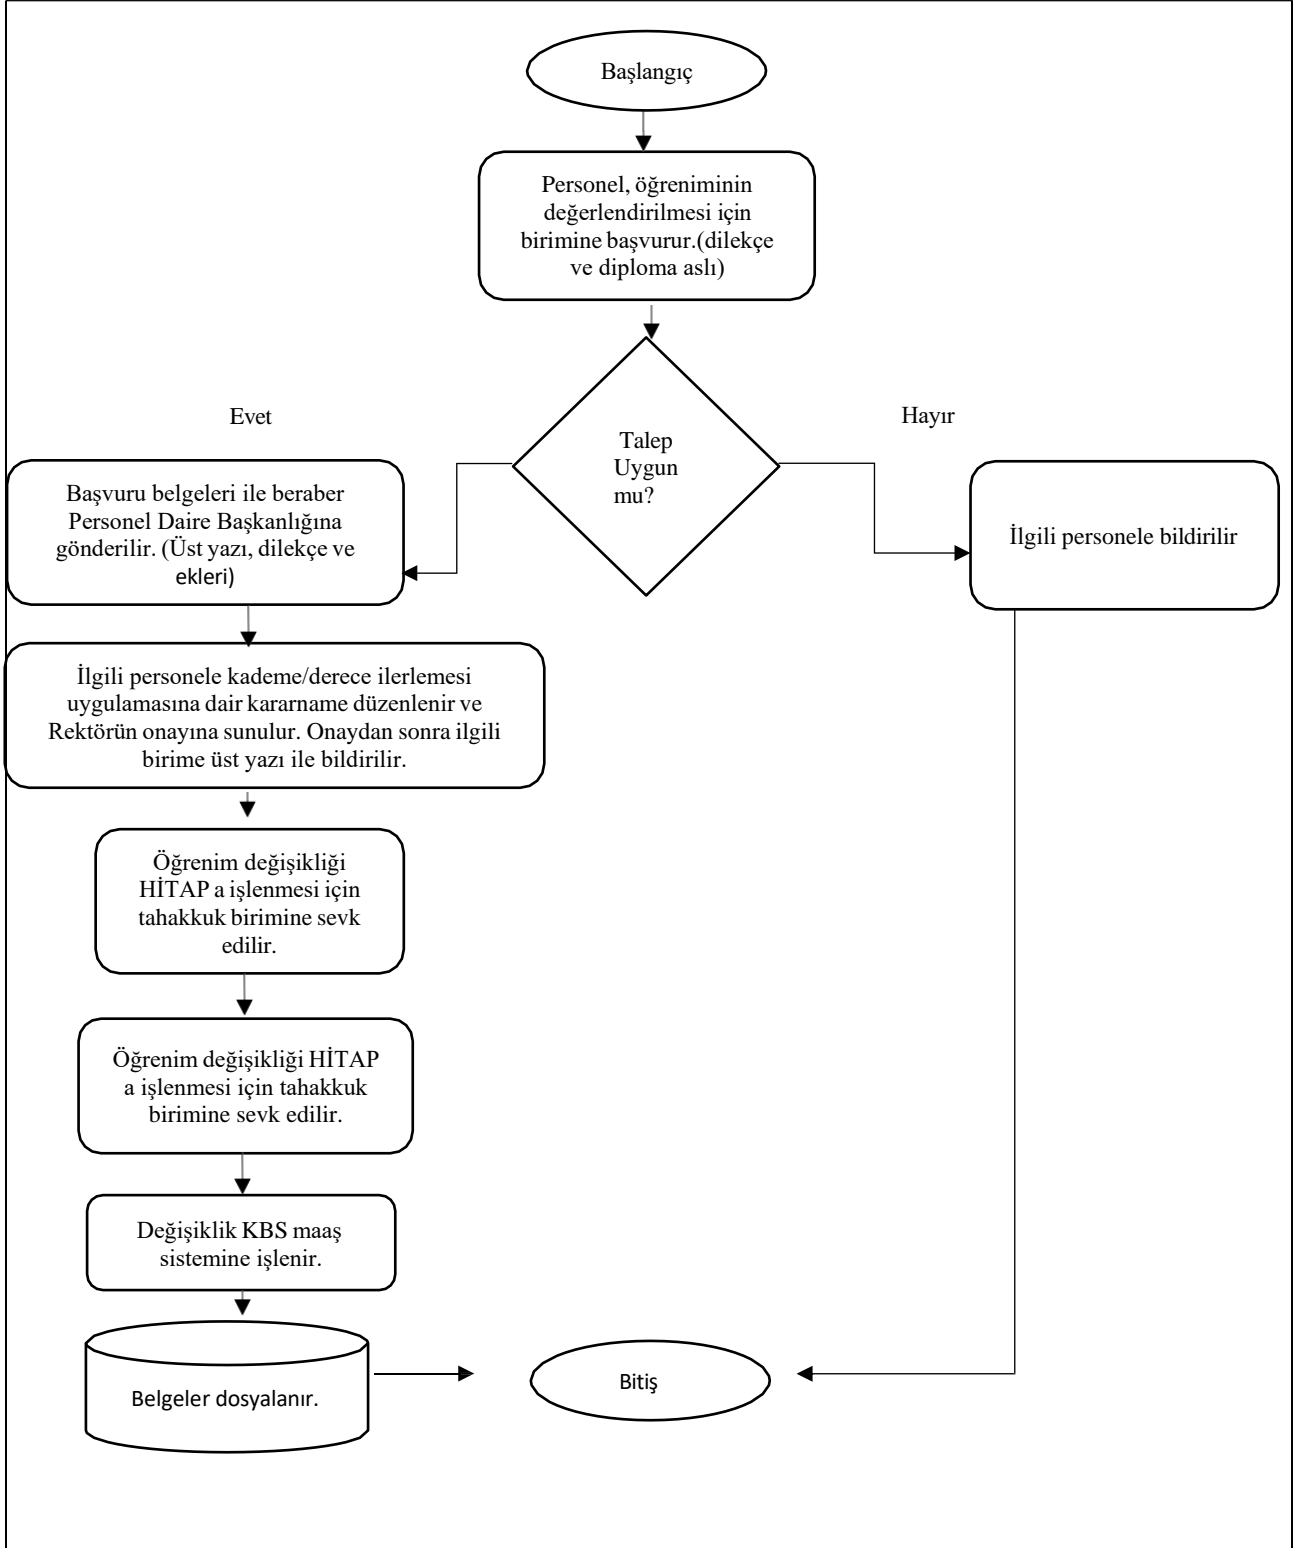 Başlangıç
Personel, öğreniminin
değerlendirilmesi için
birimine başvurur.(dilekçe
ve diploma aslı)
Evet
Hayır
Talep
Uygun
mu?
Başvuru belgeleri ile beraber
Personel Daire Başkanlığına
gönderilir. (Üst yazı, dilekçe ve
ekleri)
İlgili personele bildirilir
İlgili personele kademe/derece ilerlemesi
uygulamasına dair kararname düzenlenir ve
Rektörün onayına sunulur. Onaydan sonra ilgili
birime üst yazı ile bildirilir.
Öğrenim değişikliği
HİTAP a işlenmesi için
tahakkuk birimine sevk
edilir.
Öğrenim değişikliği HİTAP
a işlenmesi için tahakkuk
birimine sevk edilir.
Değişiklik KBS maaş
sistemine işlenir.
Belgeler dosyalanır.
Bitiş